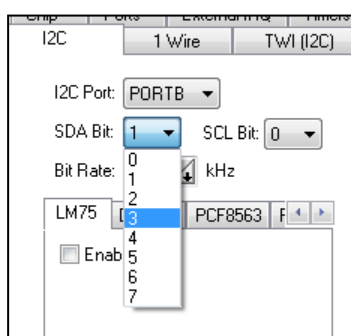 Chip Ports External IRQ Timers
I2C 1 Wire TWI (I2C)
I2C Port: PORTB
SDA Bit: 1 SCL Bit: 0
Bit Rate: kHz
0
1
2
3
4
5
6
7
LM75 PCF8563
Enab